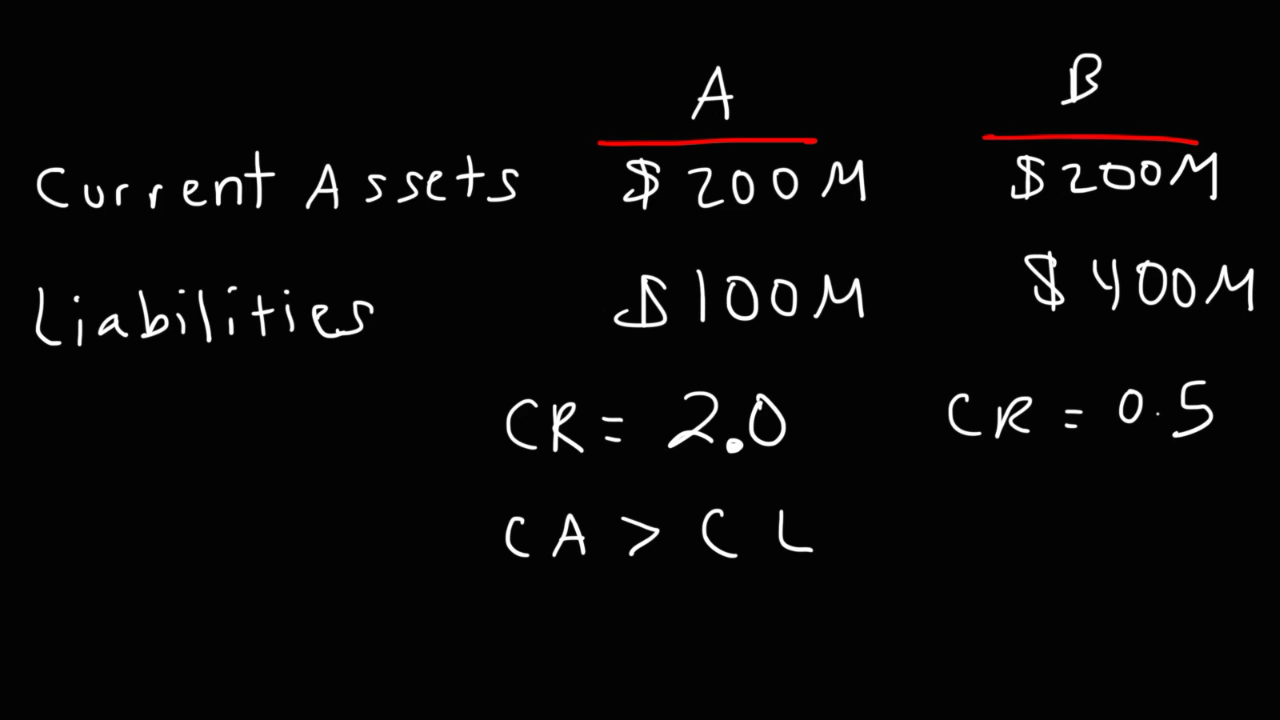 A B
Current Assets $200M $200M
Liabilities $100M $400M
CR = 2.0 CR = 0.5
CA > CL